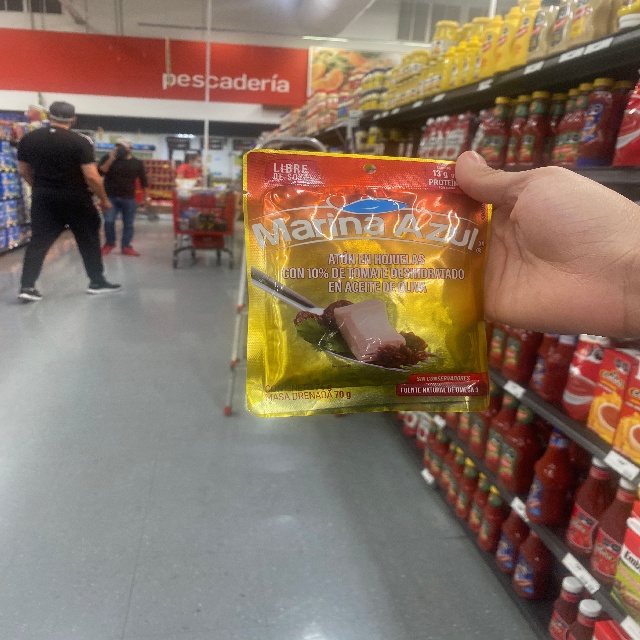 pescadería
LIBRE
DE SOYA
13 g
PROTEÍNA
Marina Azul
ATÚN EN HOJUELAS
CON 10% DE TOMATE DESHIDRATADO
EN ACEITE DE OLIVA
SIN CONSERVADORES
FUENTE NATURAL DE OMEGA 3
MASA DRENADA 70 g